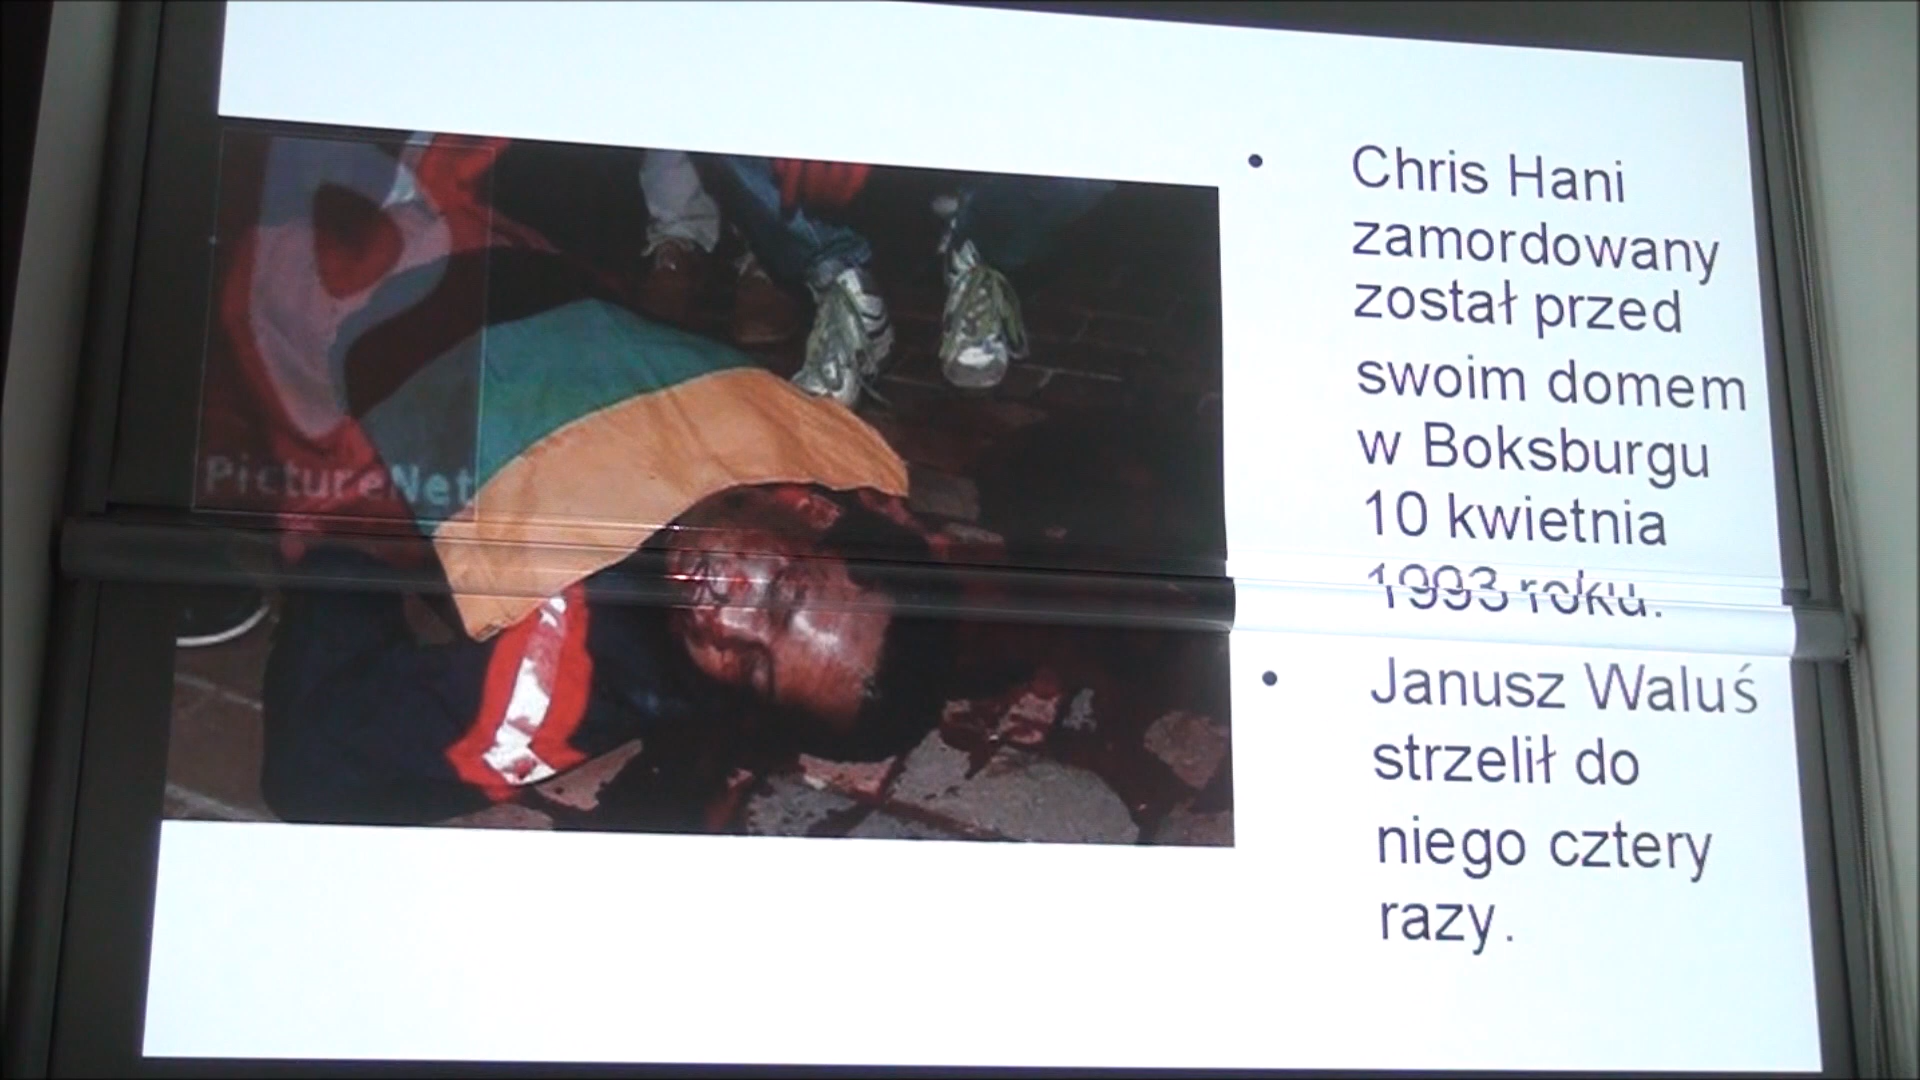 Chris Hani
zamordowany
został przed
swoim domem
w Boksburgu
10 kwietnia
1993 roku.
Janusz Waluś
strzelił do
niego cztery
razy.
PictureNet